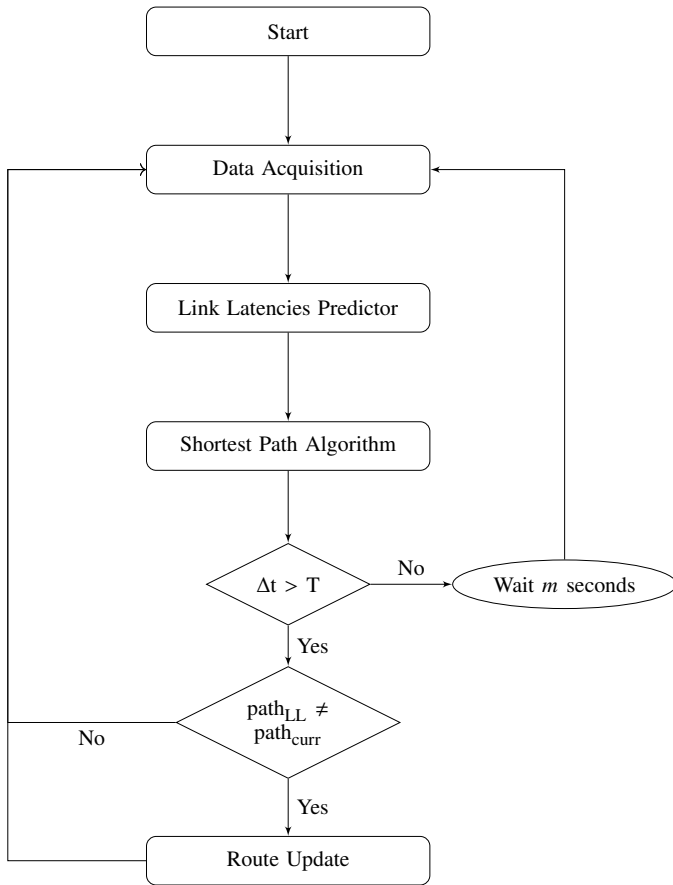 Start
Data Acquisition
Link Latencies Predictor
Shortest Path Algorithm
Δt > T
No
Wait m seconds
Yes
path_LL ≠
path_curr
No
Yes
Route Update